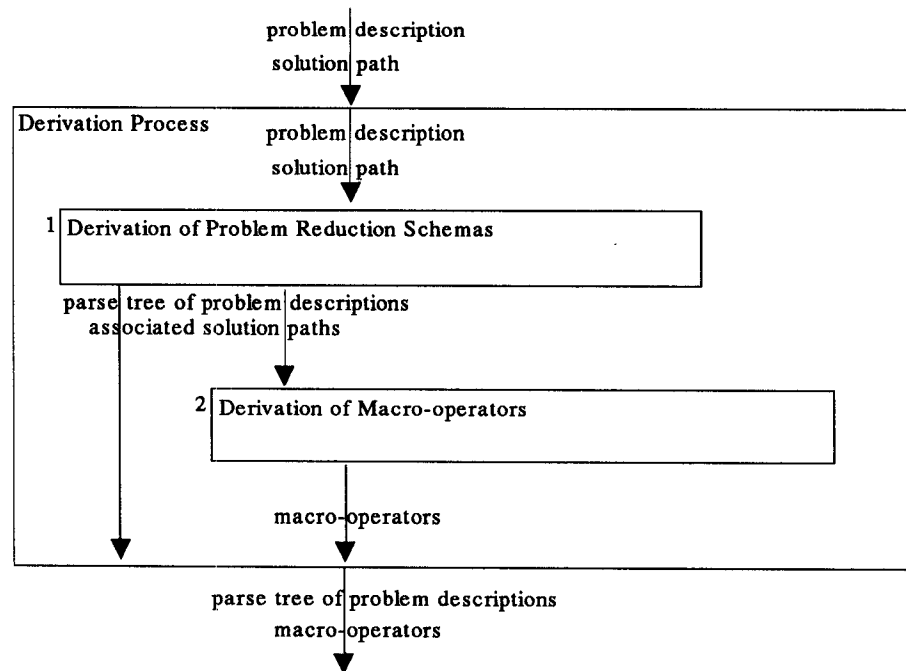 problem description
solution path
Derivation Process
problem description
solution path
1 Derivation of Problem Reduction Schemas
parse tree of problem descriptions
associated solution paths
2 Derivation of Macro-operators
macro-operators
parse tree of problem descriptions
macro-operators